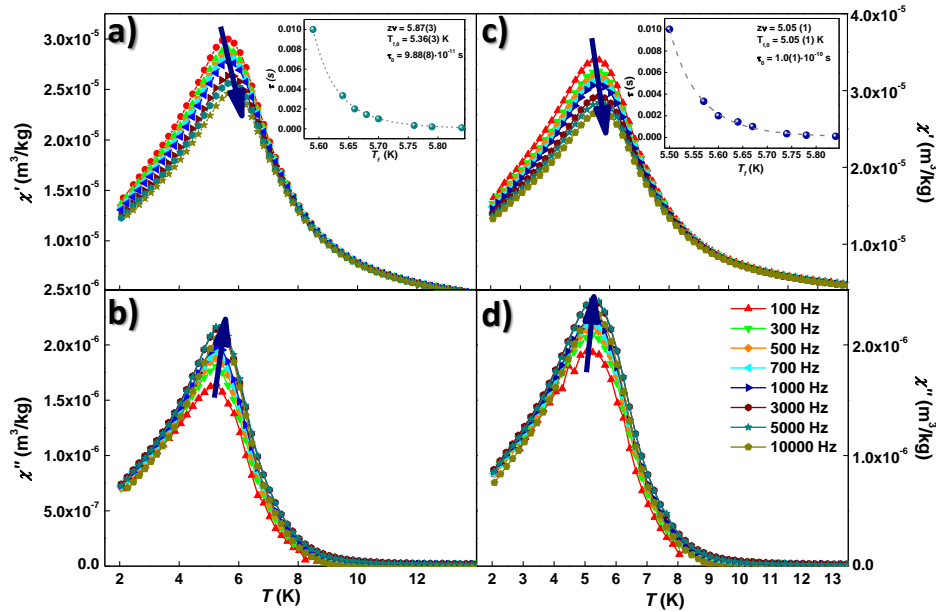 a)
3.0x10⁻⁵
2.5x10⁻⁵
2.0x10⁻⁵
1.5x10⁻⁵
1.0x10⁻⁵
2.5x10⁻⁶
χ′ (m³/kg)
0.010
0.008
0.006
0.004
0.002
0.000
τ (s)
zν = 5.87(3)
T_f,0 = 5.36(3) K
τ₀ = 9.88(8)·10⁻¹¹ s
5.60 5.65 5.70 5.75 5.80
T_f (K)
c)
0.010
0.008
0.006
0.004
0.002
0.000
τ (s)
zν = 5.05 (1)
T_f,0 = 5.05 (1) K
τ₀ = 1.0(1)·10⁻¹⁰ s
5.50 5.55 5.60 5.65 5.70 5.75 5.80
T_f (K)
4.0x10⁻⁵
3.0x10⁻⁵
2.0x10⁻⁵
1.0x10⁻⁵
χ′ (m³/kg)
b)
2.0x10⁻⁶
1.5x10⁻⁶
1.0x10⁻⁶
5.0x10⁻⁷
0.0
χ″ (m³/kg)
2 4 6 8 10 12
T (K)
d)
100 Hz
300 Hz
500 Hz
700 Hz
1000 Hz
3000 Hz
5000 Hz
10000 Hz
2.0x10⁻⁶
1.0x10⁻⁶
0.0
χ″ (m³/kg)
2 3 4 5 6 7 8 9 10 11 12 13
T (K)